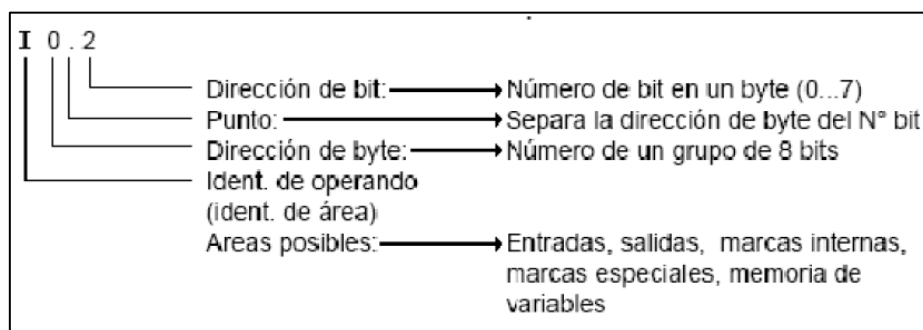 I 0 . 2
Dirección de bit: Número de bit en un byte (0...7)
Punto: Separa la dirección de byte del N° bit
Dirección de byte: Número de un grupo de 8 bits
Ident. de operando
(ident. de área)
Areas posibles: Entradas, salidas, marcas internas,
marcas especiales, memoria de
variables